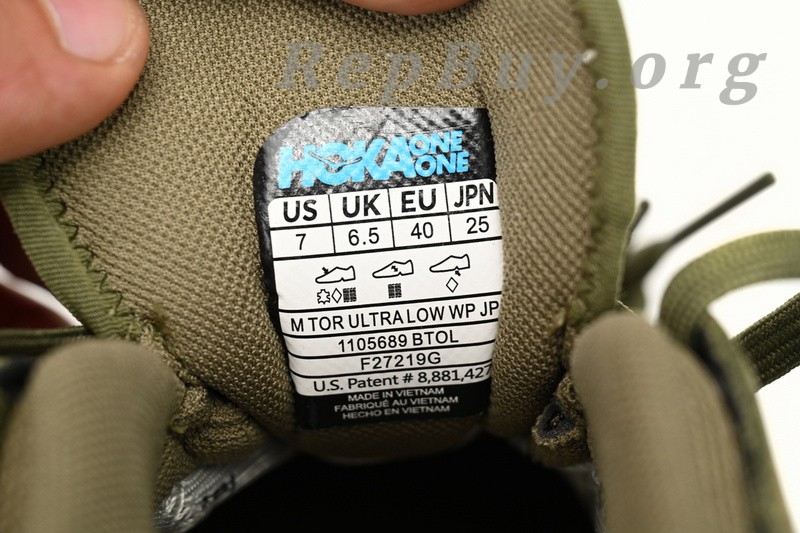 RepBuy.org
HOKA ONE ONE
US UK EU JPN
7 6.5 40 25
M TOR ULTRA LOW WP JP
1105689 BTOL
F27219G
U.S. Patent # 8,881,427
MADE IN VIETNAM
FABRIQUÉ AU VIETNAM
HECHO EN VIETNAM